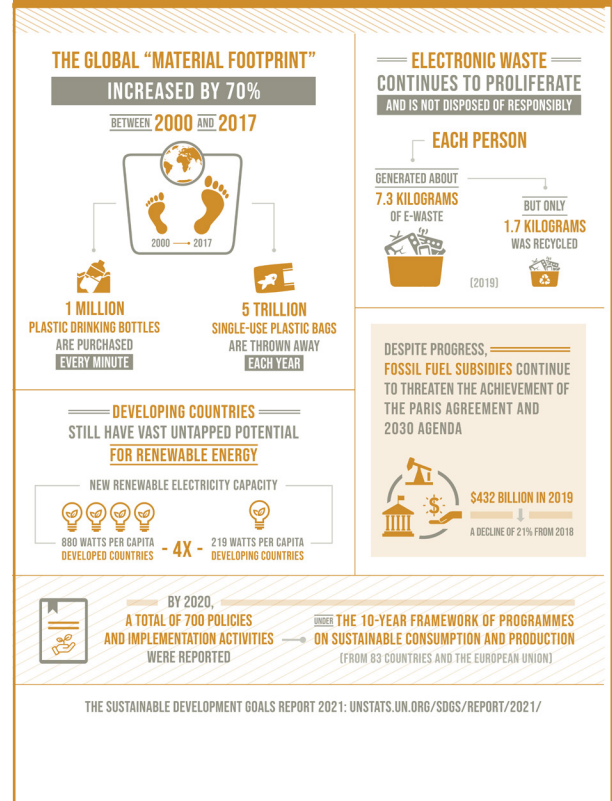 THE GLOBAL “MATERIAL FOOTPRINT”
INCREASED BY 70%
BETWEEN 2000 AND 2017
2000 → 2017
1 MILLION
PLASTIC DRINKING BOTTLES
ARE PURCHASED
EVERY MINUTE
5 TRILLION
SINGLE-USE PLASTIC BAGS
ARE THROWN AWAY
EACH YEAR
ELECTRONIC WASTE
CONTINUES TO PROLIFERATE
AND IS NOT DISPOSED OF RESPONSIBLY
EACH PERSON
GENERATED ABOUT
7.3 KILOGRAMS
OF E-WASTE
BUT ONLY
1.7 KILOGRAMS
WAS RECYCLED
(2019)
DESPITE PROGRESS,
FOSSIL FUEL SUBSIDIES CONTINUE
TO THREATEN THE ACHIEVEMENT OF
THE PARIS AGREEMENT AND
2030 AGENDA
$
$432 BILLION IN 2019
A DECLINE OF 21% FROM 2018
DEVELOPING COUNTRIES
STILL HAVE VAST UNTAPPED POTENTIAL
FOR RENEWABLE ENERGY
NEW RENEWABLE ELECTRICITY CAPACITY
880 WATTS PER CAPITA
DEVELOPED COUNTRIES
- 4X -
219 WATTS PER CAPITA
DEVELOPING COUNTRIES
BY 2020,
A TOTAL OF 700 POLICIES
AND IMPLEMENTATION ACTIVITIES
WERE REPORTED
UNDER THE 10-YEAR FRAMEWORK OF PROGRAMMES
ON SUSTAINABLE CONSUMPTION AND PRODUCTION
(FROM 83 COUNTRIES AND THE EUROPEAN UNION)
THE SUSTAINABLE DEVELOPMENT GOALS REPORT 2021: UNSTATS.UN.ORG/SDGS/REPORT/2021/